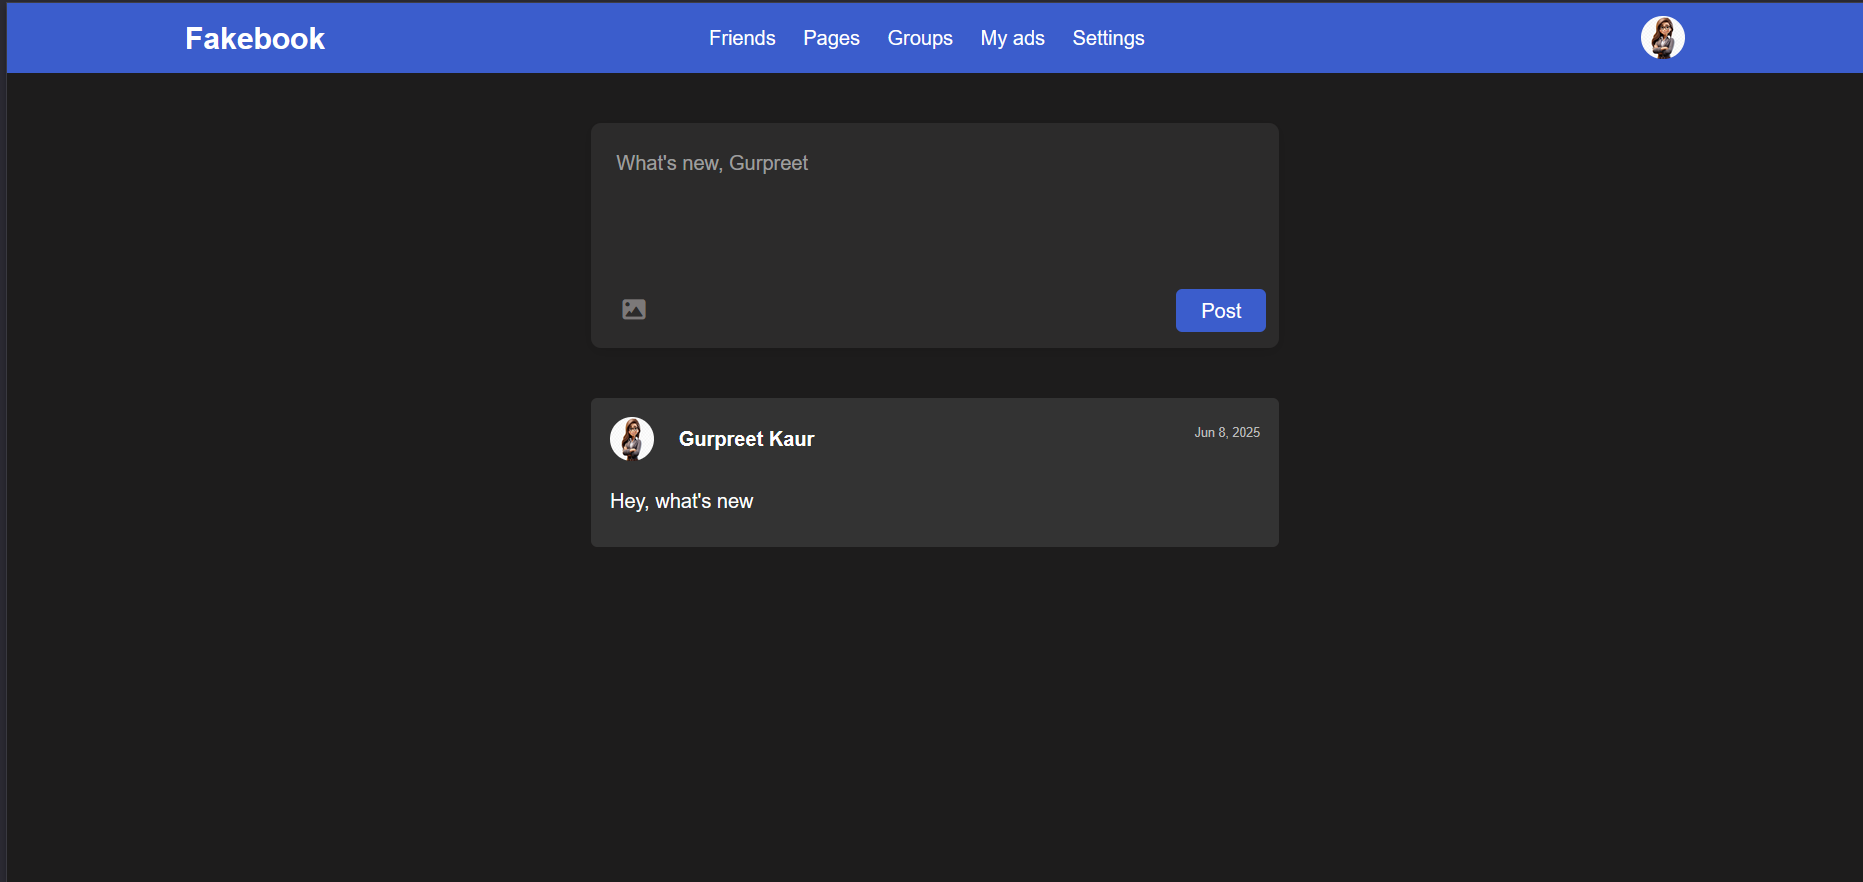 Fakebook Friends Pages Groups My ads Settings
What's new, Gurpreet
Post
Gurpreet Kaur Jun 8, 2025
Hey, what's new